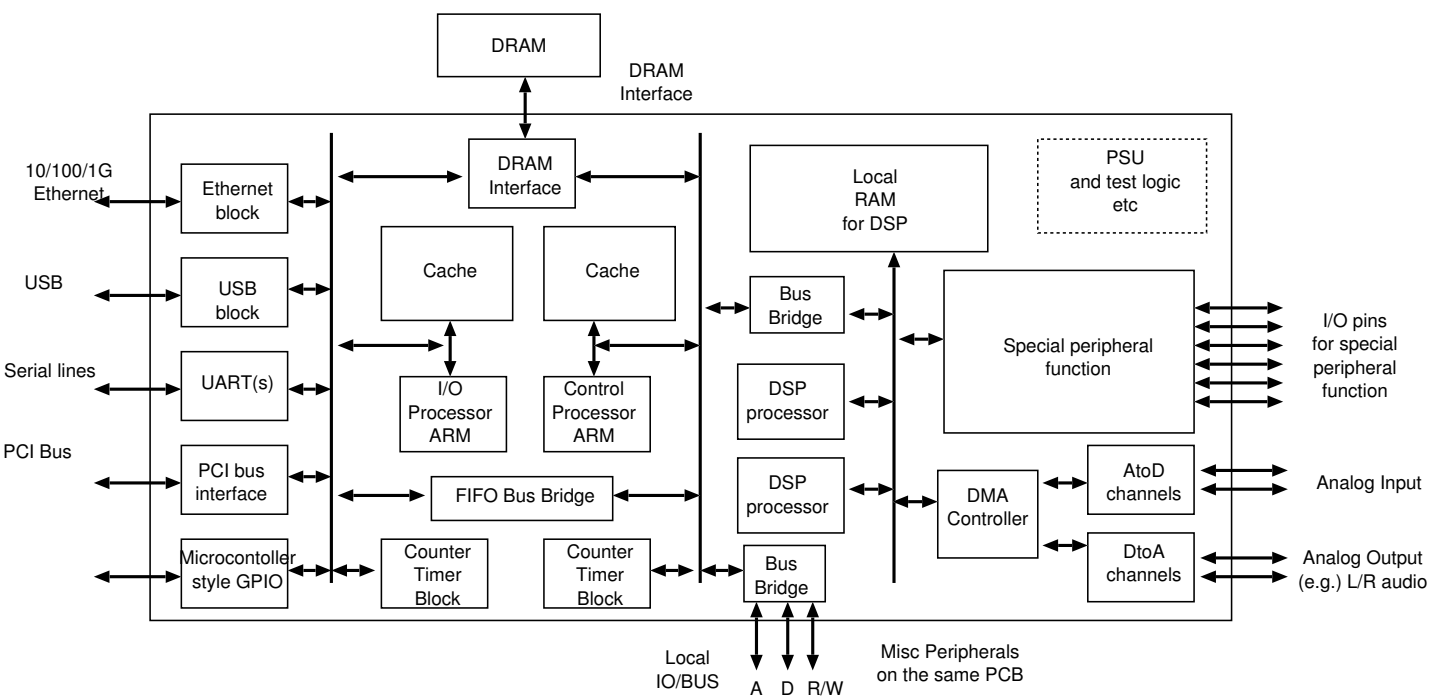 DRAM
DRAM
Interface
10/100/1G
Ethernet
Ethernet
block
DRAM
Interface
Local
RAM
for DSP
PSU
and test logic
etc
USB
USB
block
Cache
Cache
Bus
Bridge
Special peripheral
function
I/O pins
for special
peripheral
function
Serial lines
UART(s)
I/O
Processor
ARM
Control
Processor
ARM
DSP
processor
PCI Bus
PCI bus
interface
FIFO Bus Bridge
DSP
processor
DMA
Controller
AtoD
channels
Analog Input
Microcontoller
style GPIO
Counter
Timer
Block
Counter
Timer
Block
Bus
Bridge
DtoA
channels
Analog Output
(e.g.) L/R audio
Local
IO/BUS
A D R/W
Misc Peripherals
on the same PCB